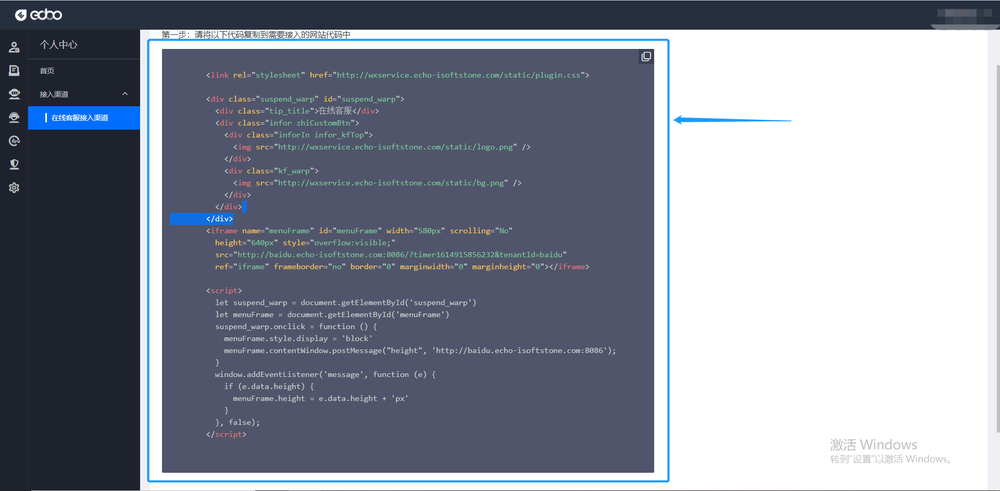 echo
第一步：请将以下代码复制到需要接入的网站代码中
个人中心
首页
接入渠道
在线客服接入渠道
<link rel="stylesheet" href="http://wxservice.echo-isoftstone.com/static/plugin.css">
<div class="suspend_warp" id="suspend_warp">
<div class="tip_title">在线客服</div>
<div class="infor zhiCustomBtn">
<div class="inforIn infor_kfTop">
<img src="http://wxservice.echo-isoftstone.com/static/logo.png" />
</div>
<div class="kf_warp">
<img src="http://wxservice.echo-isoftstone.com/static/bg.png" />
</div>
</div>
</div>
<iframe name="menuFrame" id="menuFrame" width="580px" scrolling="No"
height="640px" style="overflow:visible;"
src="http://baidu.echo-isoftstone.com:8086/?timer1614915856232&tenantId=baidu"
ref="iframe" frameborder="no" border="0" marginwidth="0" marginheight="0"></iframe>
<script>
let suspend_warp = document.getElementById('suspend_warp')
let menuFrame = document.getElementById('menuFrame')
suspend_warp.onclick = function () {
menuFrame.style.display = 'block'
menuFrame.contentWindow.postMessage("height", 'http://baidu.echo-isoftstone.com:8086');
}
window.addEventListener('message', function (e) {
if (e.data.height) {
menuFrame.height = e.data.height + 'px'
}
}, false);
</script>
激活 Windows
转到“设置”以激活 Windows。